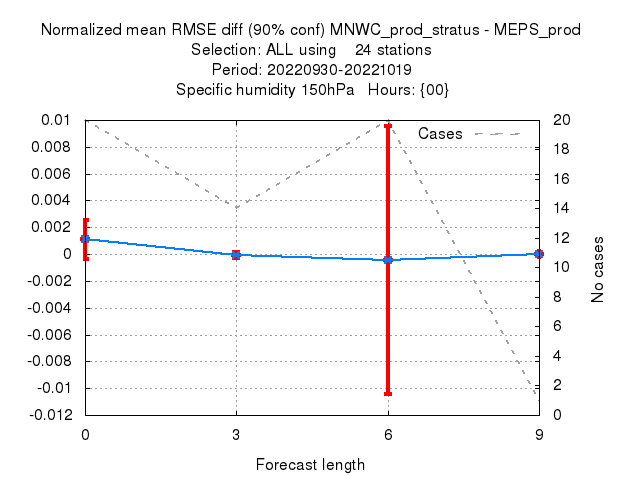 Normalized mean RMSE diff (90% conf) MNWC_prod_stratus - MEPS_prod
Selection: ALL using    24 stations
Period: 20220930-20221019
Specific humidity 150hPa   Hours: {00}
Cases
0.01
0.008
0.006
0.004
0.002
0
-0.002
-0.004
-0.006
-0.008
-0.01
-0.012
20
18
16
14
12
10
8
6
4
2
0
No cases
0 3 6 9
Forecast length